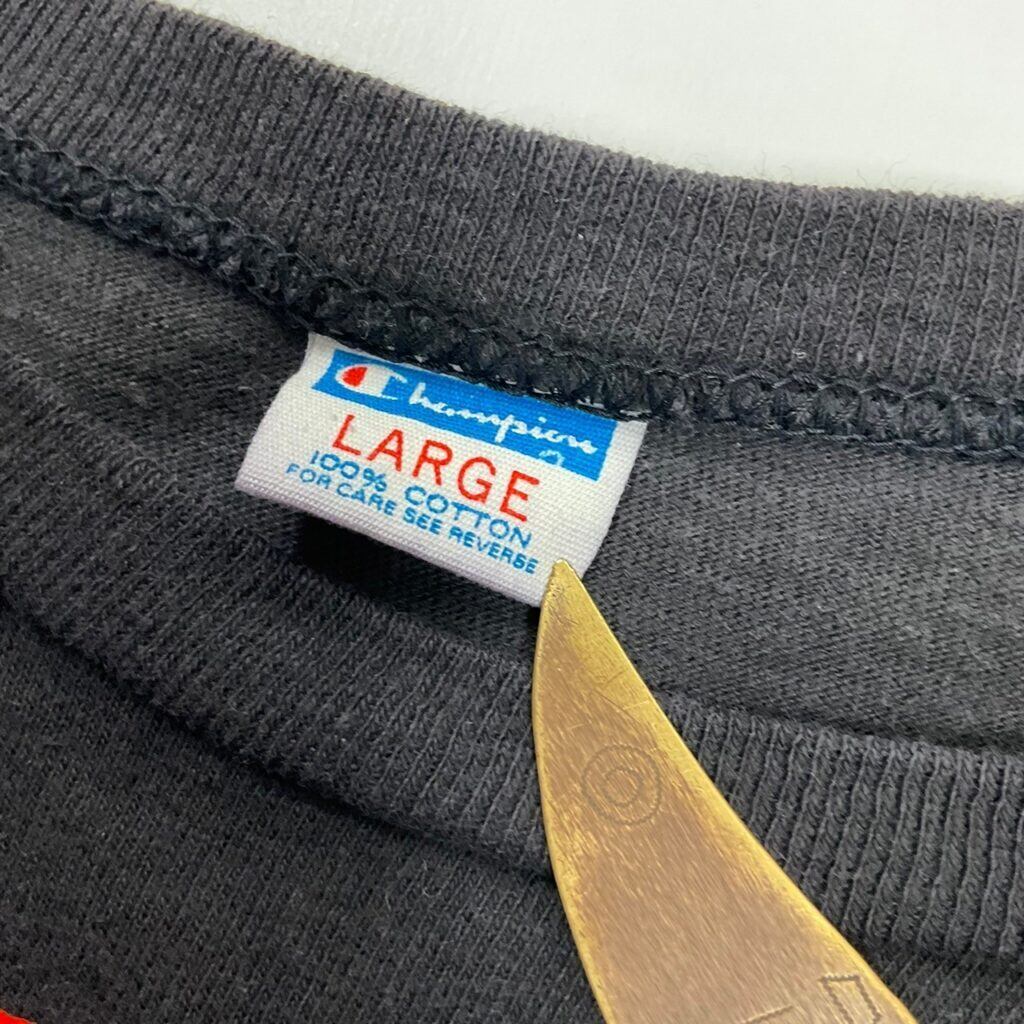 Champion
LARGE
100% COTTON
FOR CARE SEE REVERSE